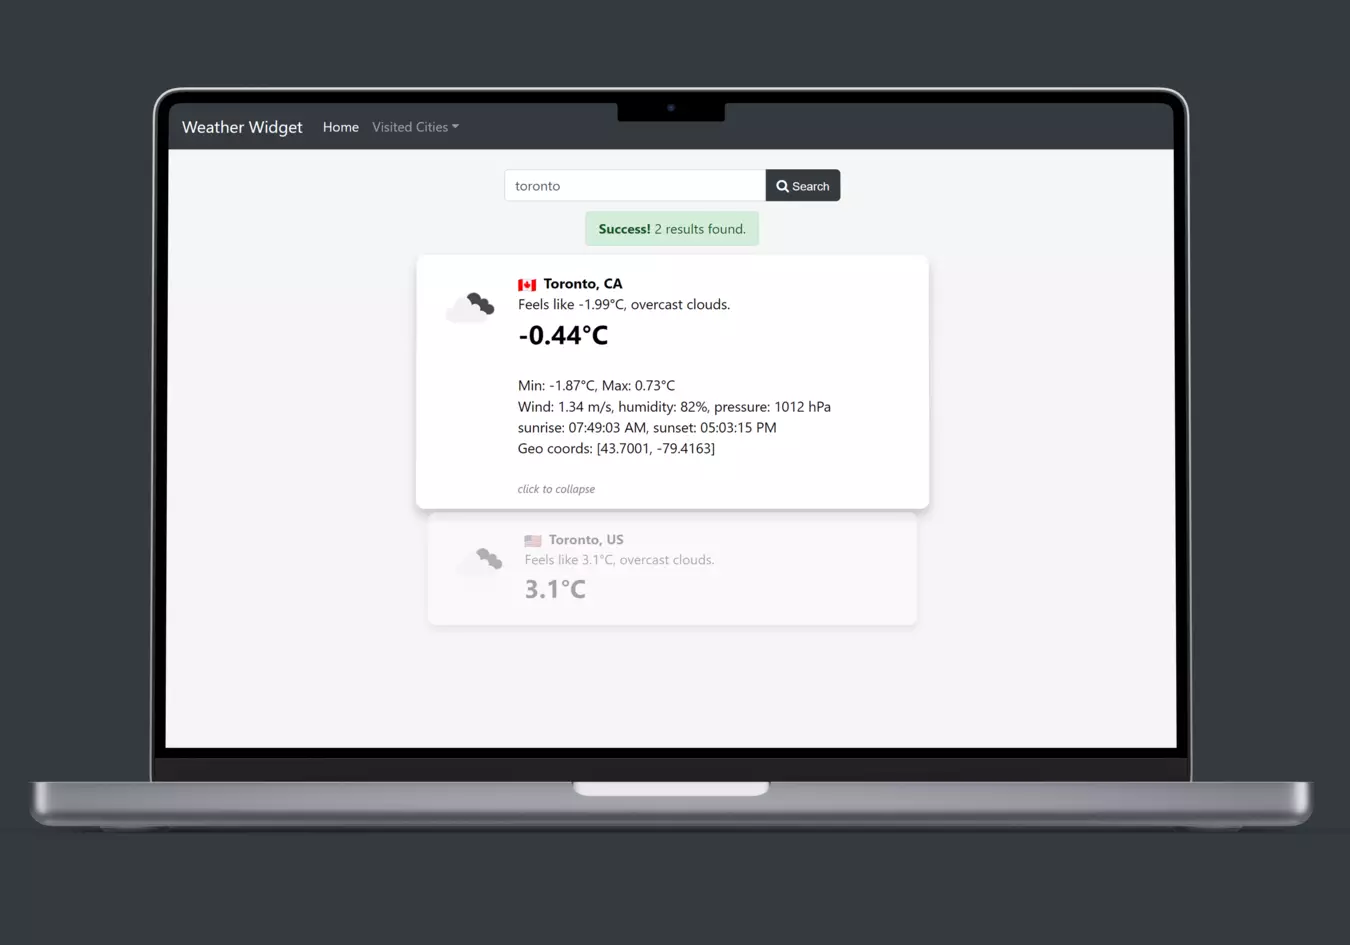 Weather Widget Home Visited Cities
toronto
Search
Success! 2 results found.
Toronto, CA
Feels like -1.99°C, overcast clouds.
-0.44°C
Min: -1.87°C, Max: 0.73°C
Wind: 1.34 m/s, humidity: 82%, pressure: 1012 hPa
sunrise: 07:49:03 AM, sunset: 05:03:15 PM
Geo coords: [43.7001, -79.4163]
click to collapse
Toronto, US
Feels like 3.1°C, overcast clouds.
3.1°C